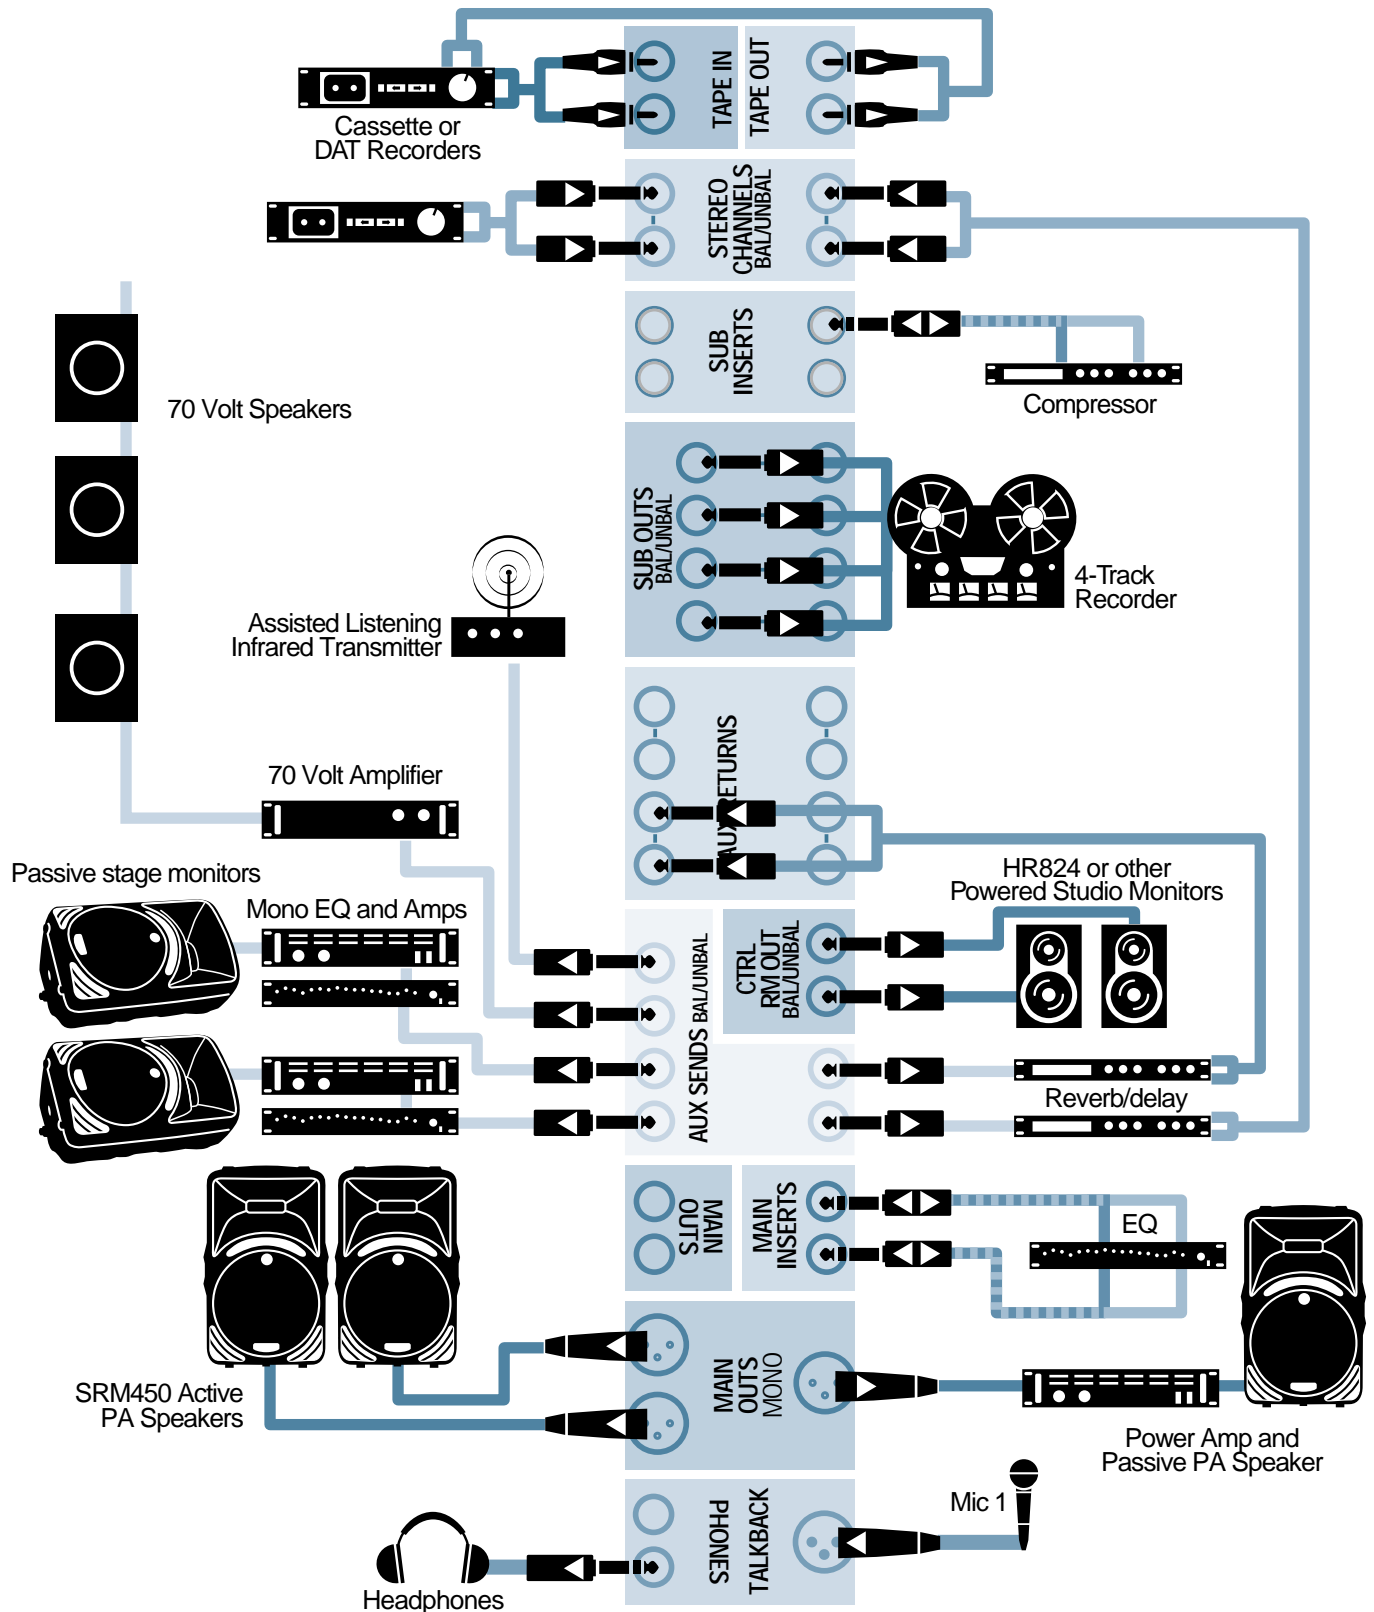 TAPE IN
TAPE OUT
Cassette or
DAT Recorders
STEREO
CHANNELS
BAL/UNBAL
SUB
INSERTS
Compressor
70 Volt Speakers
SUB OUTS
BAL/UNBAL
4-Track
Recorder
Assisted Listening
Infrared Transmitter
AUX RETURNS
70 Volt Amplifier
Passive stage monitors
Mono EQ and Amps
HR824 or other
Powered Studio Monitors
CTRL
RM OUT
BAL/UNBAL
AUX SENDS BAL/UNBAL
Reverb/delay
MAIN
OUTS
MAIN
INSERTS
EQ
SRM450 Active
PA Speakers
MAIN
OUTS
MONO
Power Amp and
Passive PA Speaker
PHONES
TALKBACK
Mic 1
Headphones